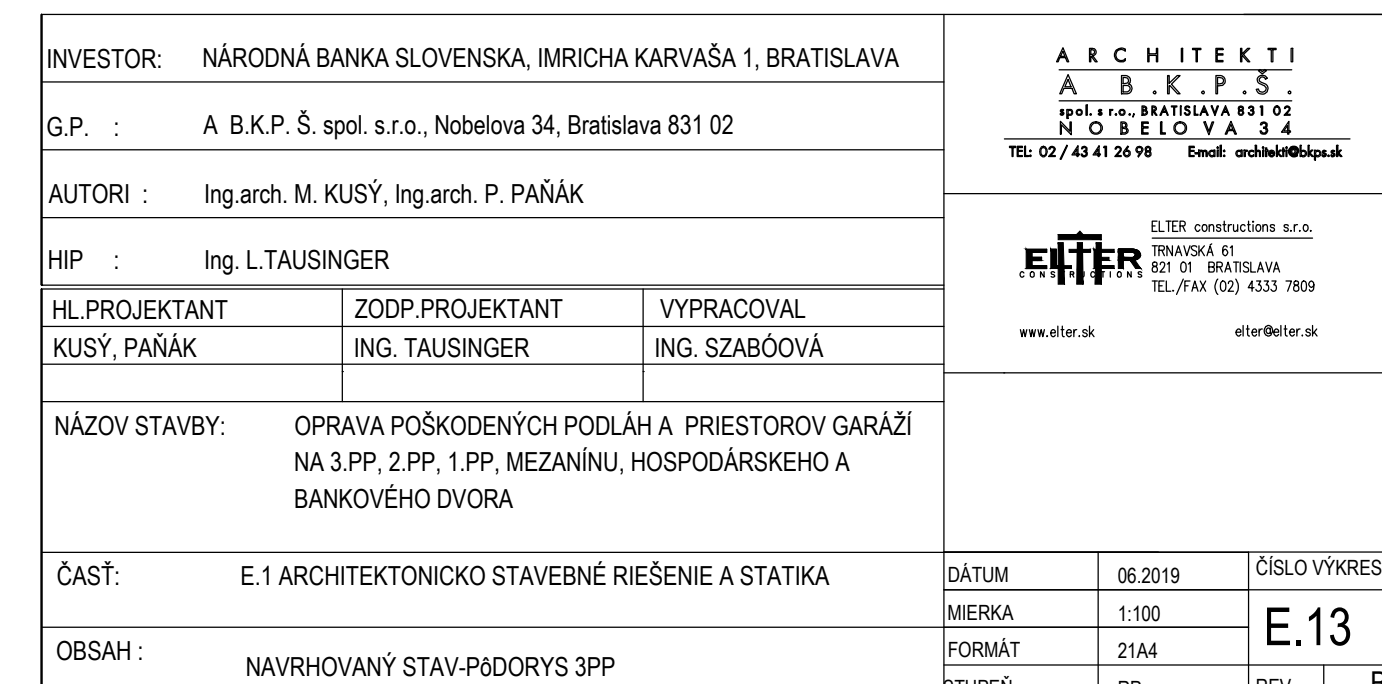 INVESTOR: NÁRODNÁ BANKA SLOVENSKA, IMRICHA KARVAŠA 1, BRATISLAVA
G.P. : A B.K.P. Š. spol. s.r.o., Nobelova 34, Bratislava 831 02
AUTORI : Ing.arch. M. KUSÝ, Ing.arch. P. PAŇÁK
HIP : Ing. L.TAUSINGER
HL.PROJEKTANT ZODP.PROJEKTANT VYPRACOVAL
KUSÝ, PAŇÁK ING. TAUSINGER ING. SZABÓOVÁ
NÁZOV STAVBY: OPRAVA POŠKODENÝCH PODLÁH A PRIESTOROV GARÁŽÍ
NA 3.PP, 2.PP, 1.PP, MEZANÍNU, HOSPODÁRSKEHO A
BANKOVÉHO DVORA
ČASŤ: E.1 ARCHITEKTONICKO STAVEBNÉ RIEŠENIE A STATIKA
OBSAH : NAVRHOVANÝ STAV-PôDORYS 3PP
ARCHITEKTI
A B.K.P.Š.
spol. s r.o., BRATISLAVA 831 02
NOBELOVA 34
TEL: 02 / 43 41 26 98 E-mail: architekti@bkps.sk
ELTER
CONSTRUCTIONS
ELTER constructions s.r.o.
TRNAVSKÁ 61
821 01 BRATISLAVA
TEL./FAX (02) 4333 7809
www.elter.sk elter@elter.sk
DÁTUM 06.2019 ČÍSLO VÝKRES
MIERKA 1:100 E.13
FORMÁT 21A4